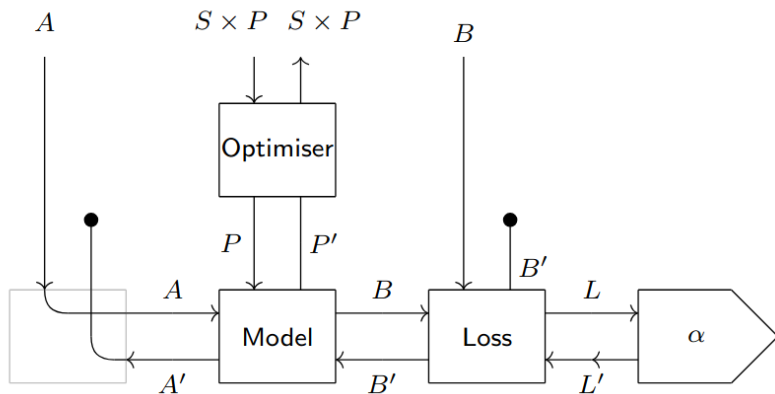 A
S × P
S × P
B
Optimiser
P
P′
B′
A
B
L
Model
Loss
α
A′
B′
L′